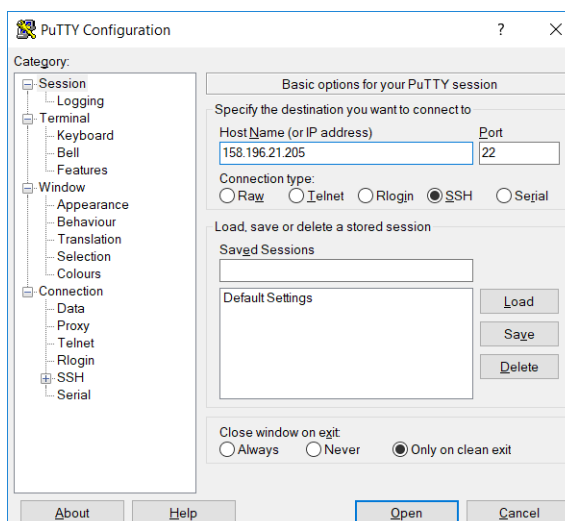 PuTTY Configuration
?
Category:
Session
Logging
Terminal
Keyboard
Bell
Features
Window
Appearance
Behaviour
Translation
Selection
Colours
Connection
Data
Proxy
Telnet
Rlogin
SSH
Serial
Basic options for your PuTTY session
Specify the destination you want to connect to
Host Name (or IP address) Port
158.196.21.205 22
Connection type:
Raw Telnet Rlogin SSH Serial
Load, save or delete a stored session
Saved Sessions
Default Settings
Load
Save
Delete
Close window on exit:
Always Never Only on clean exit
About Help Open Cancel